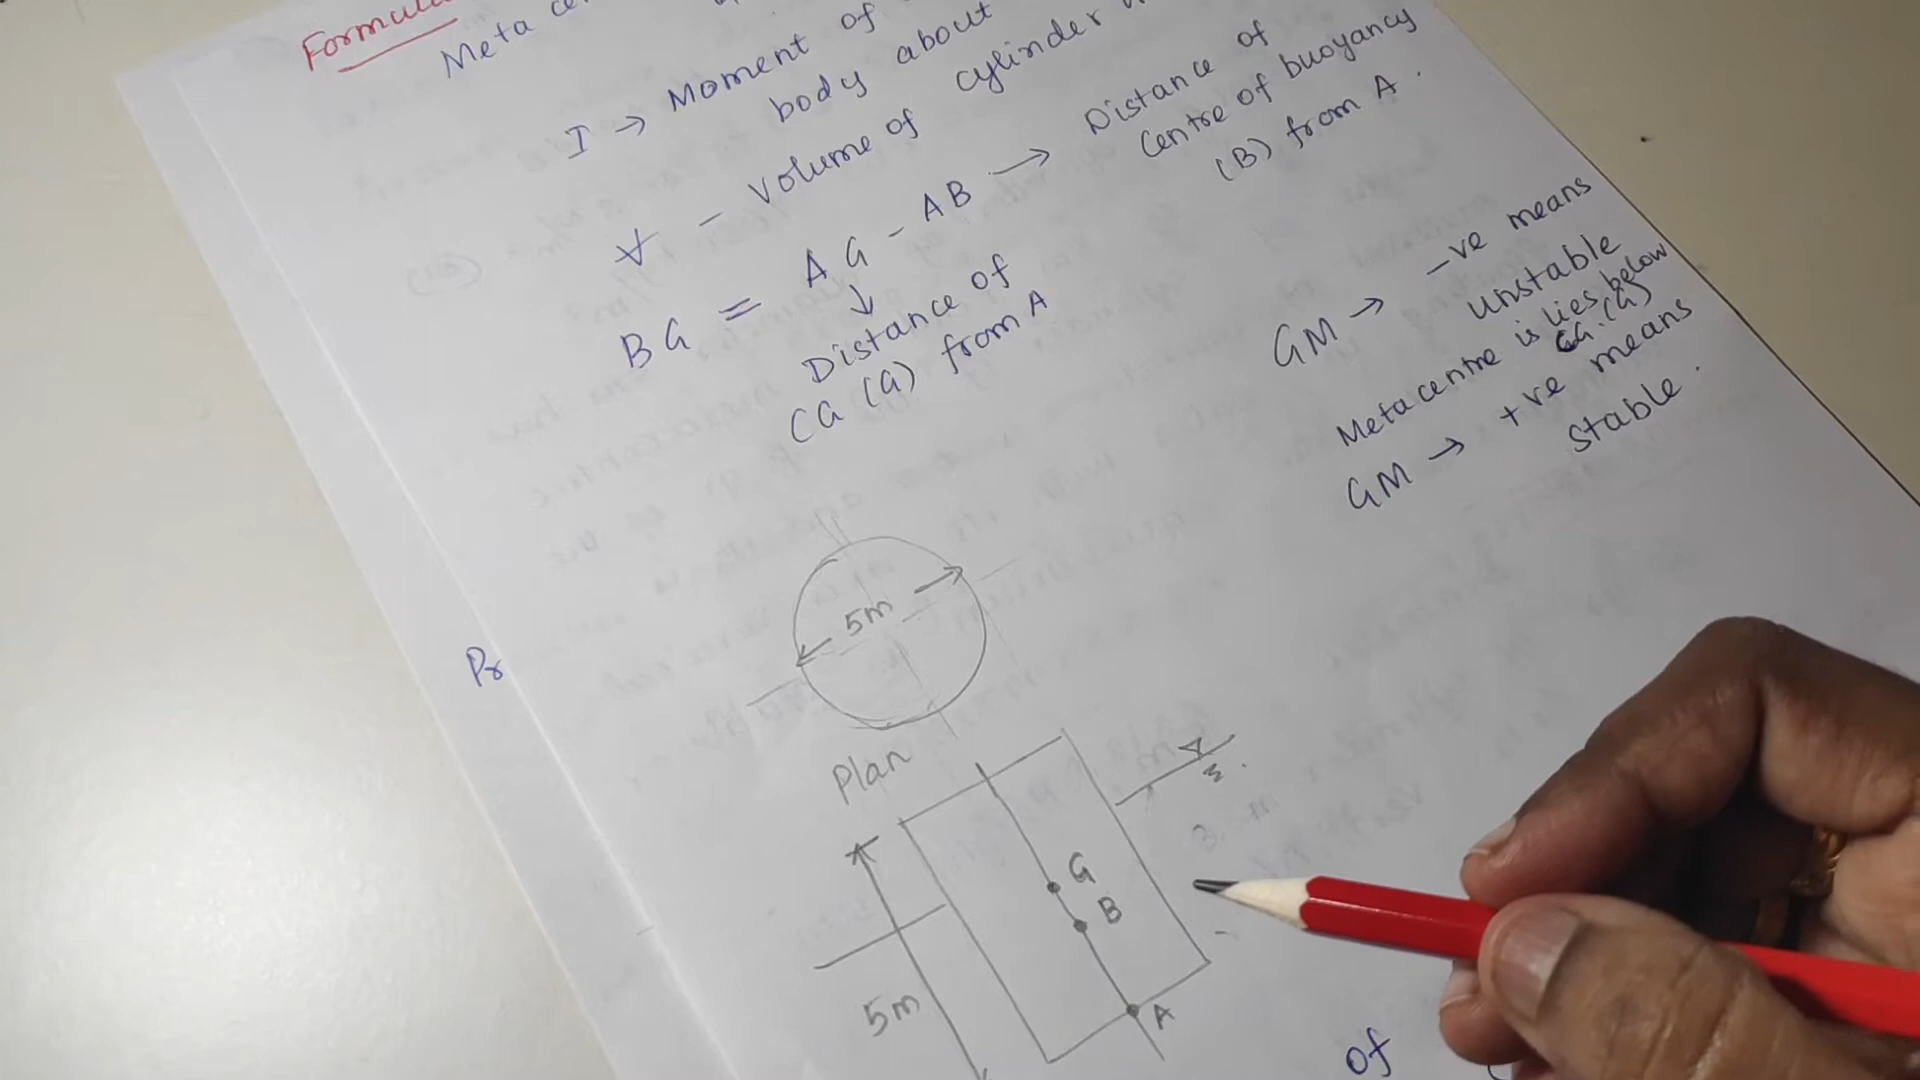 Formula
Meta
I → Moment of
body about
∀ - volume of cylinder
BG = AG - AB → Distance of
Centre of buoyancy
(B) from A.
↓
Distance of
CG (G) from A
GM → -ve means
unstable
Metacentre is lies below
CG.(G)
GM → +ve means
stable.
5m
Plan
G
B
A
5m
of